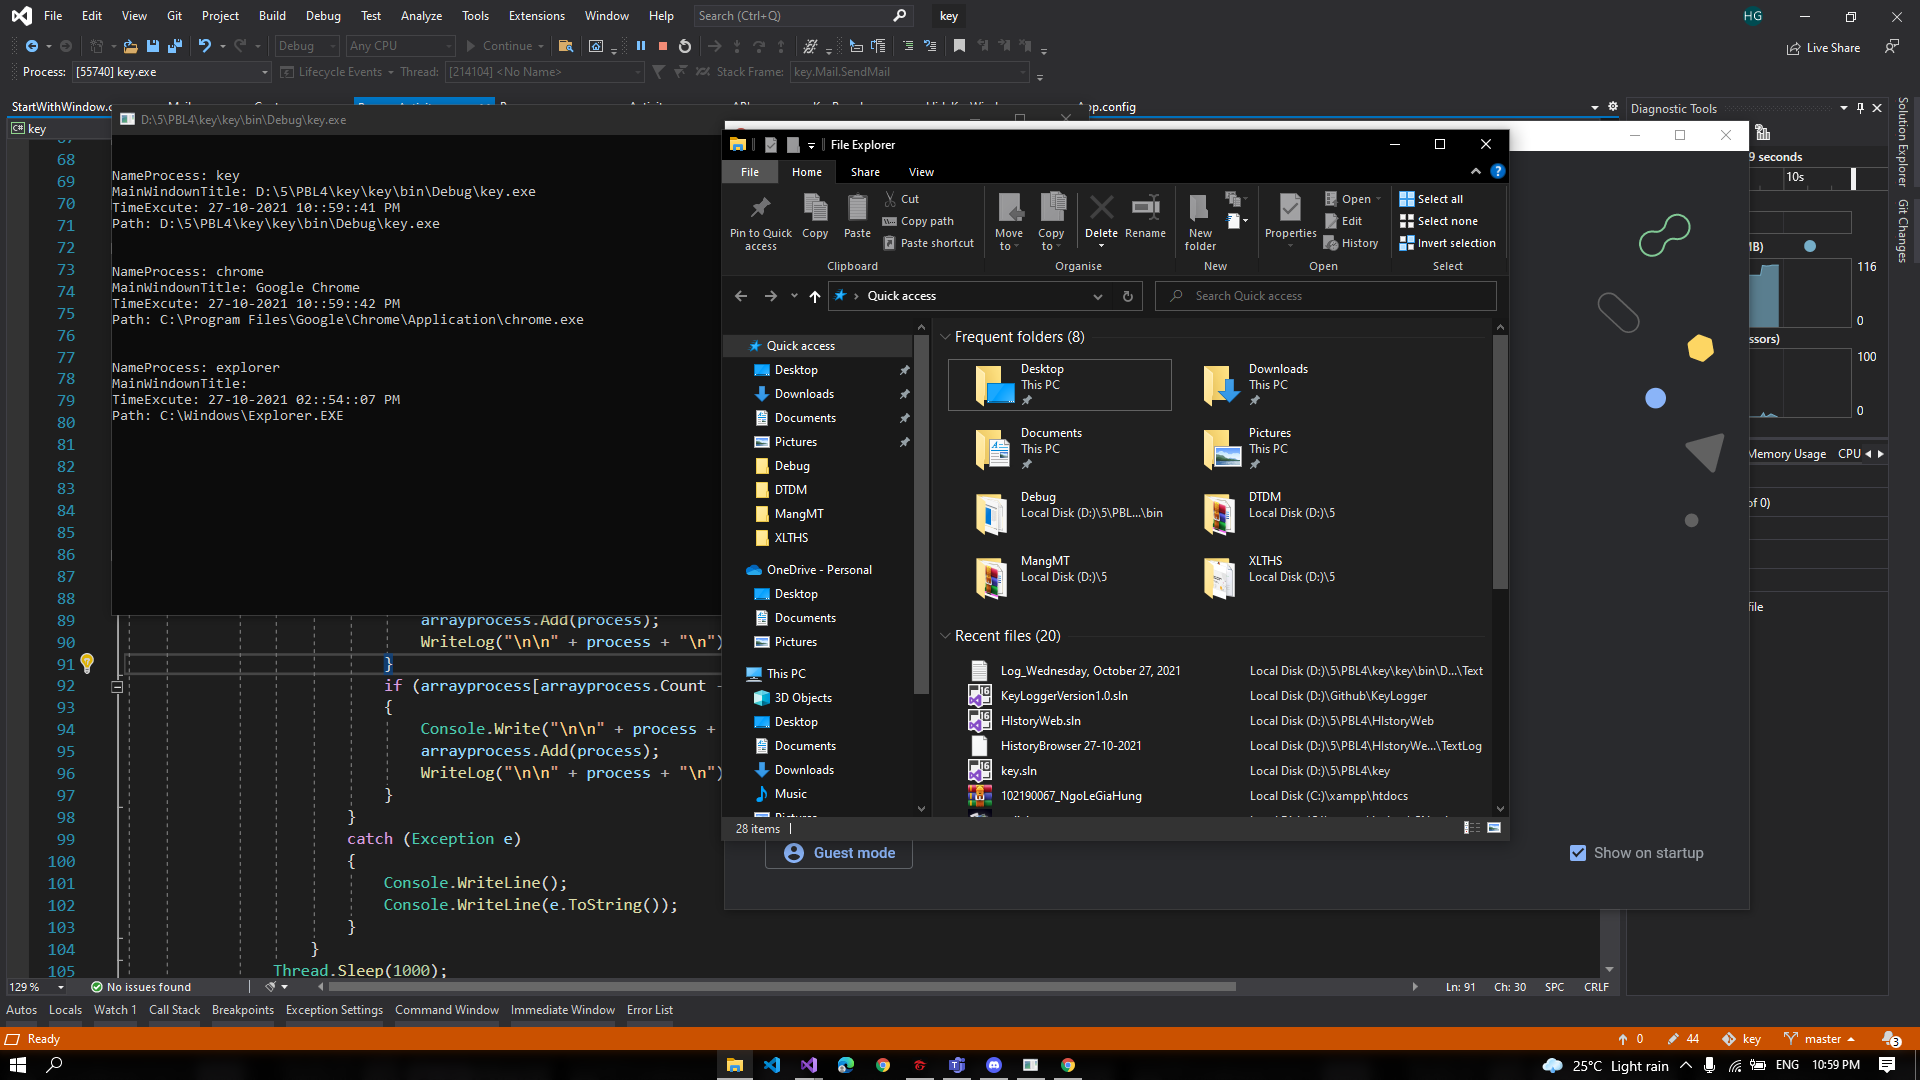 File Edit View Git Project Build Debug Test Analyze Tools Extensions Window Help Search (Ctrl+Q) key HG
Debug Any CPU Continue Live Share
Process: [55740] key.exe Lifecycle Events Thread: [214104] <No Name> Stack Frame: key.Mail.SendMail
StartWithWindow.c App.config Diagnostic Tools
key
D:\5\PBL4\key\key\bin\Debug\key.exe
NameProcess: key
MainWindownTitle: D:\5\PBL4\key\key\bin\Debug\key.exe
TimeExcute: 27-10-2021 10::59::41 PM
Path: D:\5\PBL4\key\key\bin\Debug\key.exe
NameProcess: chrome
MainWindownTitle: Google Chrome
TimeExcute: 27-10-2021 10::59::42 PM
Path: C:\Program Files\Google\Chrome\Application\chrome.exe
NameProcess: explorer
MainWindownTitle:
TimeExcute: 27-10-2021 02::54::07 PM
Path: C:\Windows\Explorer.EXE
68
69
70
71
72
73
74
75
76
77
78
79
80
81
82
83
84
85
86
87
88
89 arrayprocess.Add(process);
90 WriteLog("\n\n" + process + "\n")
91 }
92 if (arrayprocess[arrayprocess.Count -
93 {
94 Console.Write("\n\n" + process +
95 arrayprocess.Add(process);
96 WriteLog("\n\n" + process + "\n")
97 }
98 }
99 catch (Exception e)
100 {
101 Console.WriteLine();
102 Console.WriteLine(e.ToString());
103 }
104 }
105 Thread.Sleep(1000);
File Explorer
File Home Share View
Pin to Quick access
Copy
Paste
Cut
Copy path
Paste shortcut
Clipboard
Move to
Copy to
Delete
Rename
Organise
New folder
New
Properties
Open
Edit
History
Open
Select all
Select none
Invert selection
Select
Quick access
Search Quick access
Quick access
Desktop
Downloads
Documents
Pictures
Debug
DTDM
MangMT
XLTHS
OneDrive - Personal
Desktop
Documents
Pictures
This PC
3D Objects
Desktop
Documents
Downloads
Music
Pictures
Frequent folders (8)
Desktop
This PC
Downloads
This PC
Documents
This PC
Pictures
This PC
Debug
Local Disk (D:)\5\PBL...\bin
DTDM
Local Disk (D:)\5
MangMT
Local Disk (D:)\5
XLTHS
Local Disk (D:)\5
Recent files (20)
Log_Wednesday, October 27, 2021 Local Disk (D:)\5\PBL4\key\key\bin\D...\Text
KeyLoggerVersion1.0.sln Local Disk (D:)\Github\KeyLogger
HIstoryWeb.sln Local Disk (D:)\5\PBL4\HIstoryWeb
HistoryBrowser 27-10-2021 Local Disk (D:)\5\PBL4\HIstoryWe...\TextLog
key.sln Local Disk (D:)\5\PBL4\key
102190067_NgoLeGiaHung Local Disk (C:)\xampp\htdocs
28 items
Guest mode
Show on startup
9 seconds
10s
B)
116
0
ssors)
100
0
Memory Usage CPU
of 0)
file
Solution Explorer
Git Changes
129 % No issues found Ln: 91 Ch: 30 SPC CRLF
Autos Locals Watch 1 Call Stack Breakpoints Exception Settings Command Window Immediate Window Error List
Ready 0 44 key master 3
25°C Light rain ENG 10:59 PM